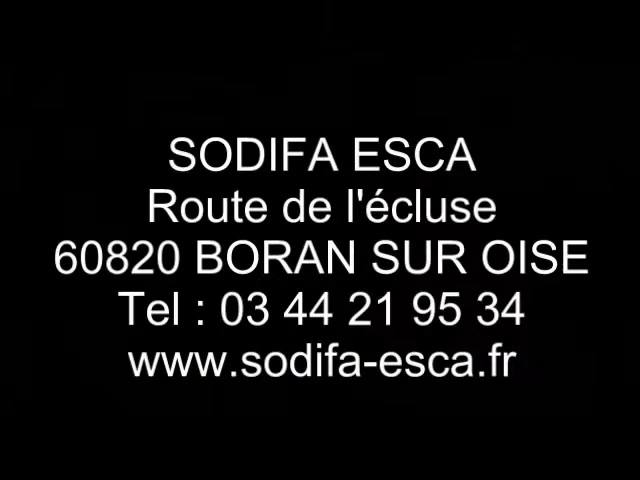 SODIFA ESCA
Route de l'écluse
60820 BORAN SUR OISE
Tel : 03 44 21 95 34
www.sodifa-esca.fr